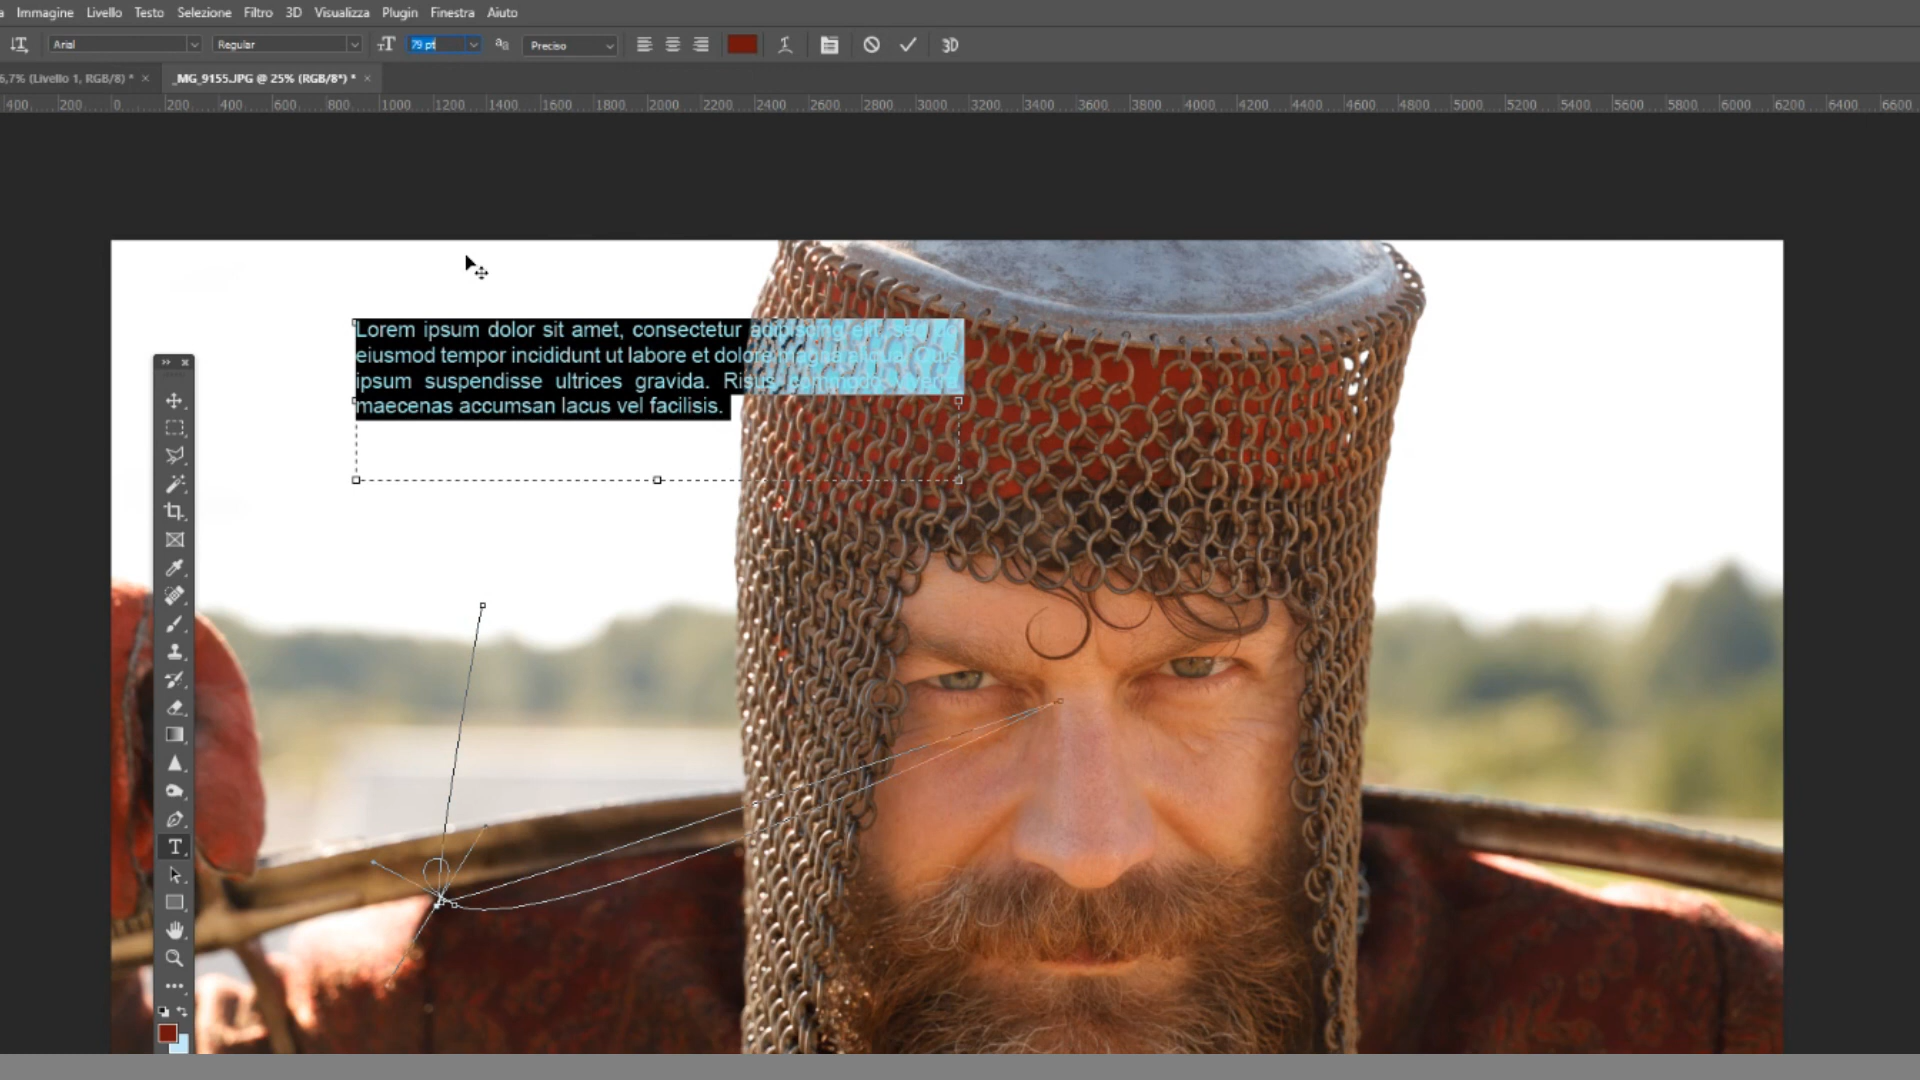 Immagine Livello Testo Selezione Filtro 3D Visualizza Plugin Finestra Aiuto
Arial Regular 79 pt Preciso 3D
6,7% (Livello 1, RGB/8) * × _MG_9155.JPG @ 25% (RGB/8*) * ×
400 200 0 200 400 600 800 1000 1200 1400 1600 1800 2000 2200 2400 2600 2800 3000 3200 3400 3600 3800 4000 4200 4400 4600 4800 5000 5200 5400 5600 5800 6000 6200 6400 6600
Lorem ipsum dolor sit amet, consectetur adipiscing elit, sed do
eiusmod tempor incididunt ut labore et dolore magna aliqua. Quis
ipsum suspendisse ultrices gravida. Risus commodo viverra
maecenas accumsan lacus vel facilisis.